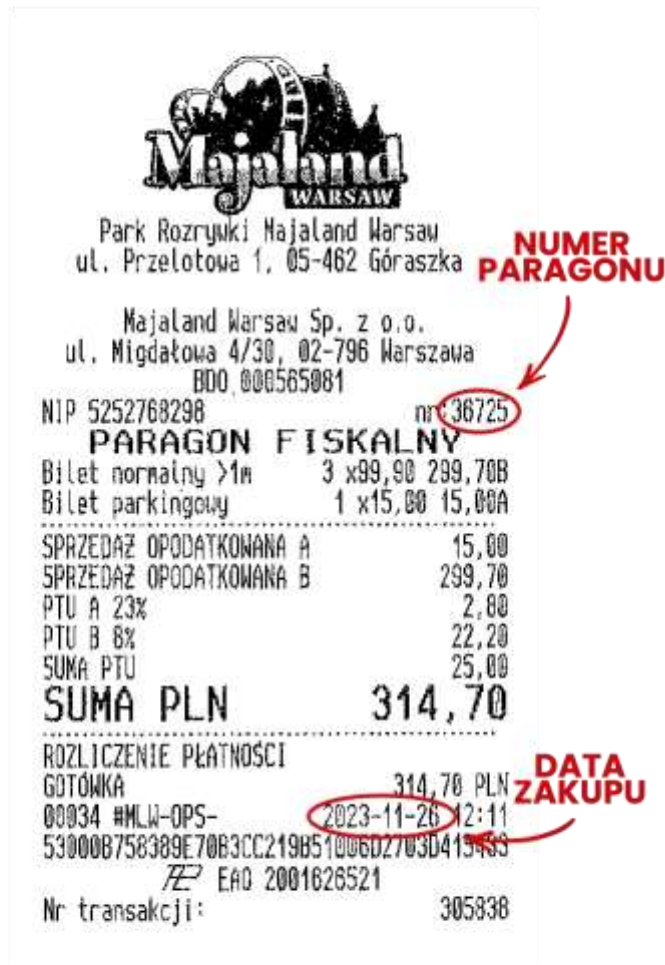 Majaland
WARSAW
Park Rozrywki Majaland Warsaw
ul. Przelotowa 1, 05-462 Góraszka
NUMER
PARAGONU
Majaland Warsaw Sp. z o.o.
ul. Migdałowa 4/30, 02-796 Warszawa
BDO 000565081
NIP 5252768298 nr:36725
PARAGON FISKALNY
Bilet normalny >1m 3 x99,90 299,70B
Bilet parkingowy 1 x15,00 15,00A
SPRZEDAŻ OPODATKOWANA A 15,00
SPRZEDAŻ OPODATKOWANA B 299,70
PTU A 23% 2,80
PTU B 8% 22,20
SUMA PTU 25,00
SUMA PLN 314,70
ROZLICZENIE PŁATNOŚCI
GOTÓWKA 314,70 PLN
DATA
ZAKUPU
00034 #MLW-OPS- 2023-11-26 12:11
EAO 2001626521
Nr transakcji: 305838